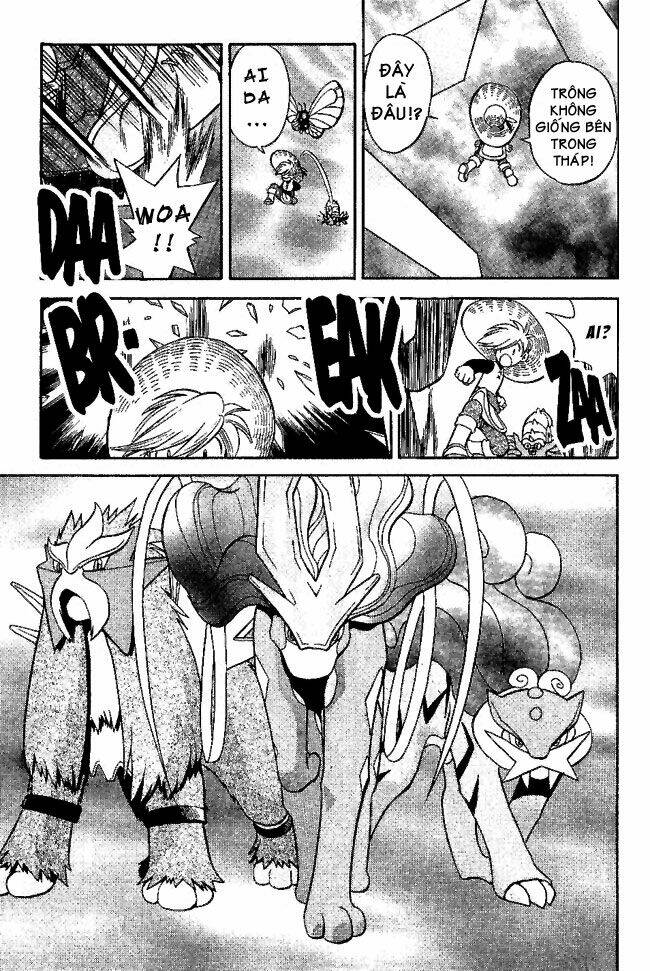 TRÔNG
KHÔNG
GIỐNG BÊN
TRONG
THÁP!
ĐÂY
LÀ
ĐÂU!?
AI
DA
...
WOA
!!
DAA
AI?
ZAA
BR-
EAK